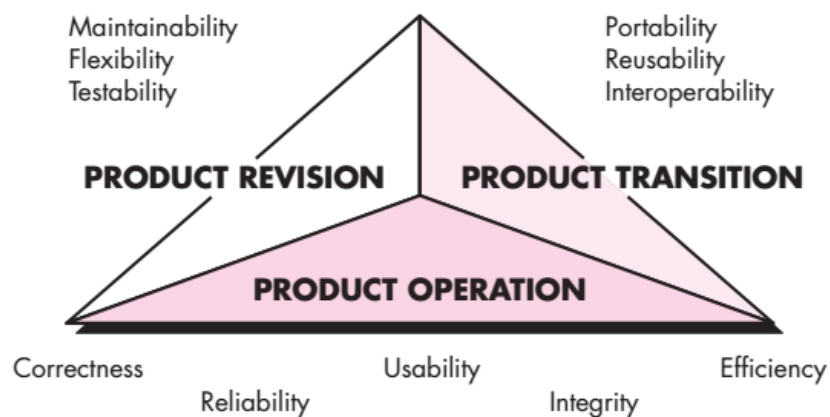 Maintainability
Flexibility
Testability
Portability
Reusability
Interoperability
PRODUCT REVISION
PRODUCT TRANSITION
PRODUCT OPERATION
Correctness
Usability
Efficiency
Reliability
Integrity